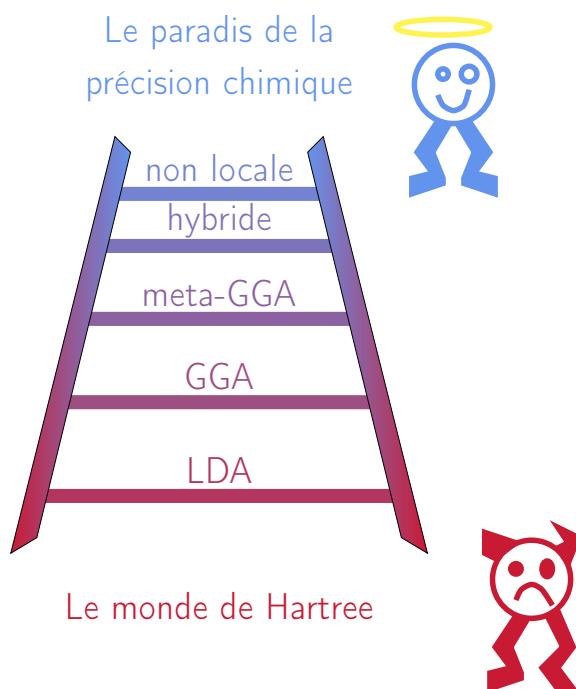 Le paradis de la
précision chimique
non locale
hybride
meta-GGA
GGA
LDA
Le monde de Hartree